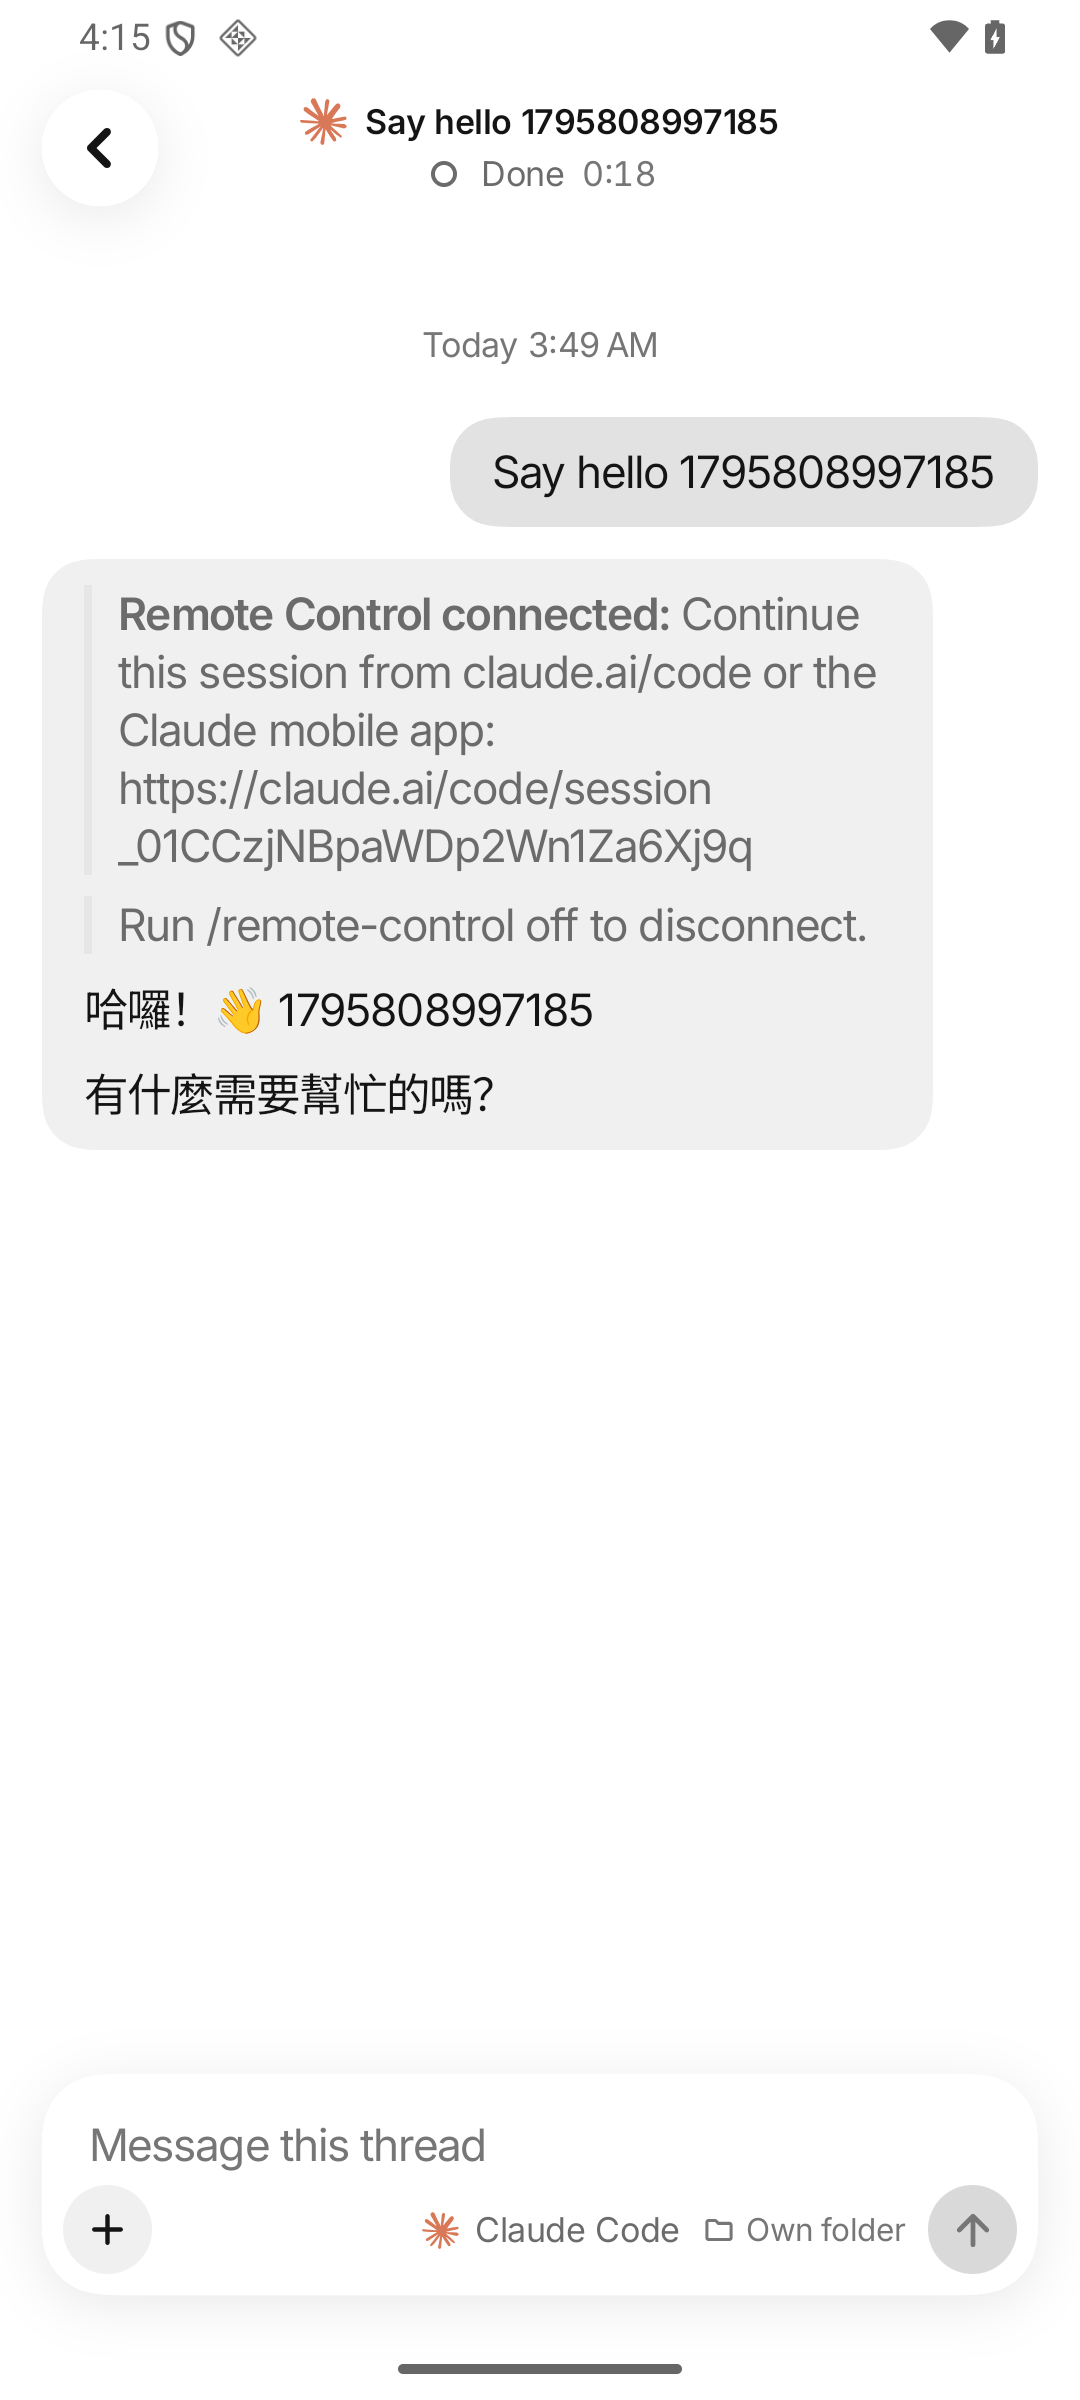 4:15
Say hello 1795808997185
Done 0:18
Today 3:49 AM
Say hello 1795808997185
Remote Control connected: Continue
this session from claude.ai/code or the
Claude mobile app:
https://claude.ai/code/session
_01CCzjNBpaWDp2Wn1Za6Xj9q
Run /remote-control off to disconnect.
哈囉！👋 1795808997185
有什麼需要幫忙的嗎？
Message this thread
Claude Code Own folder